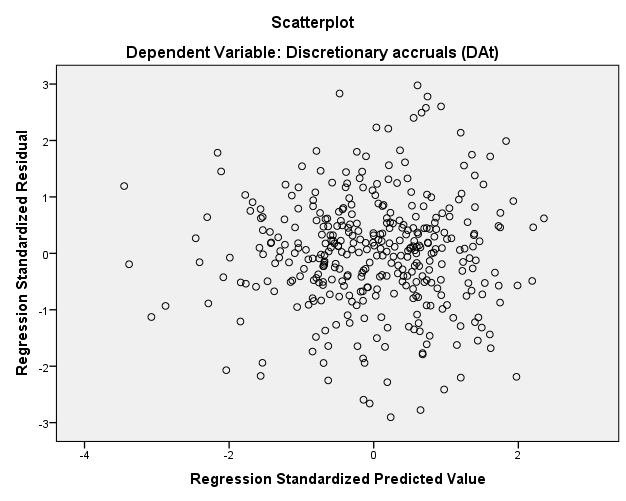 Scatterplot
Dependent Variable: Discretionary accruals (DAt)
Regression Standardized Residual
3
2
1
0
-1
-2
-3
-4
-2
0
2
Regression Standardized Predicted Value